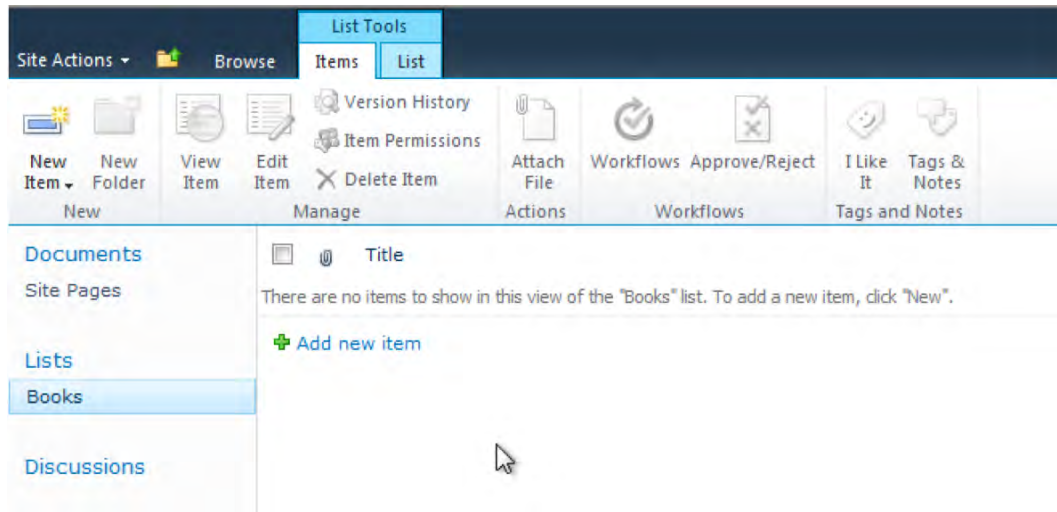 List Tools
Site Actions Browse Items List
Version History
Item Permissions
Delete Item
New Item
New Folder
View Item
Edit Item
Attach File
Workflows
Approve/Reject
I Like It
Tags & Notes
New Manage Actions Workflows Tags and Notes
Documents
Site Pages
Lists
Books
Discussions
Title
There are no items to show in this view of the "Books" list. To add a new item, click "New".
Add new item